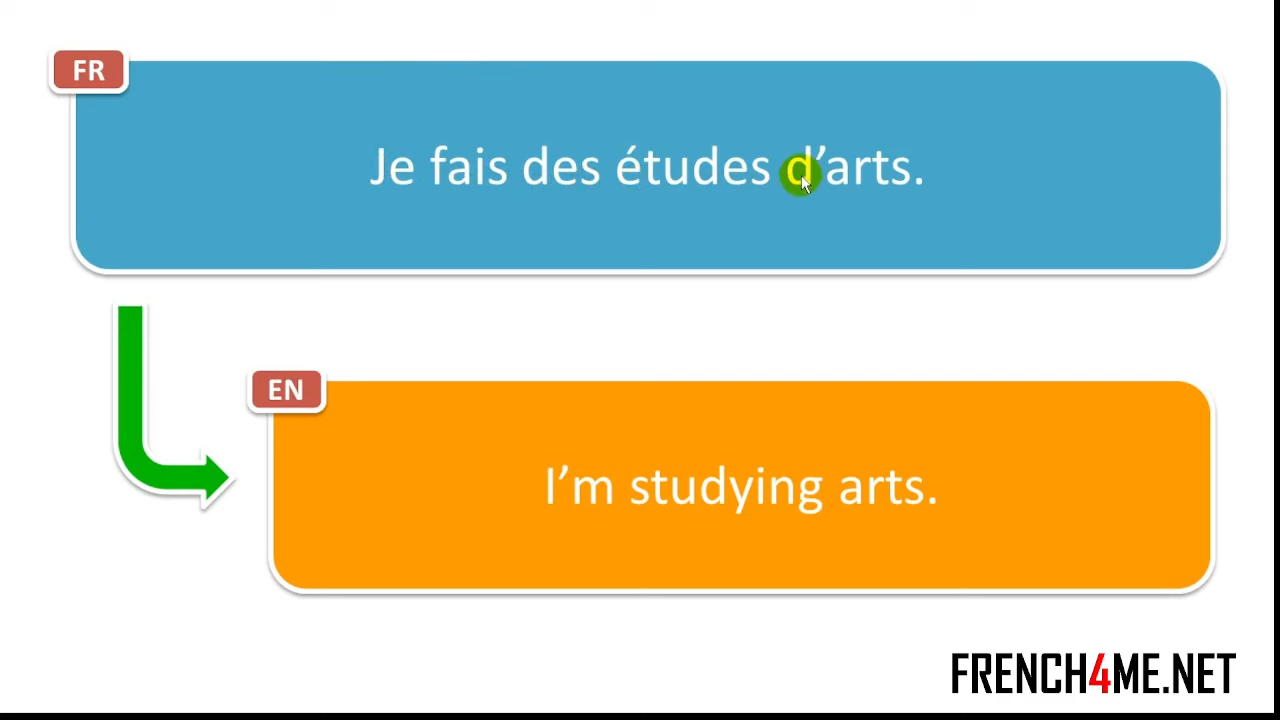 FR
Je fais des études d’arts.
EN
I’m studying arts.
FRENCH4ME.NET